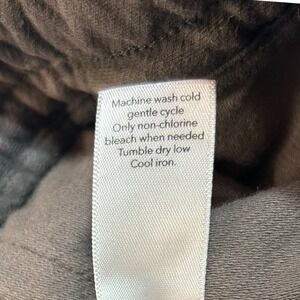 Machine wash cold
gentle cycle
Only non-chlorine
bleach when needed
Tumble dry low
Cool iron.